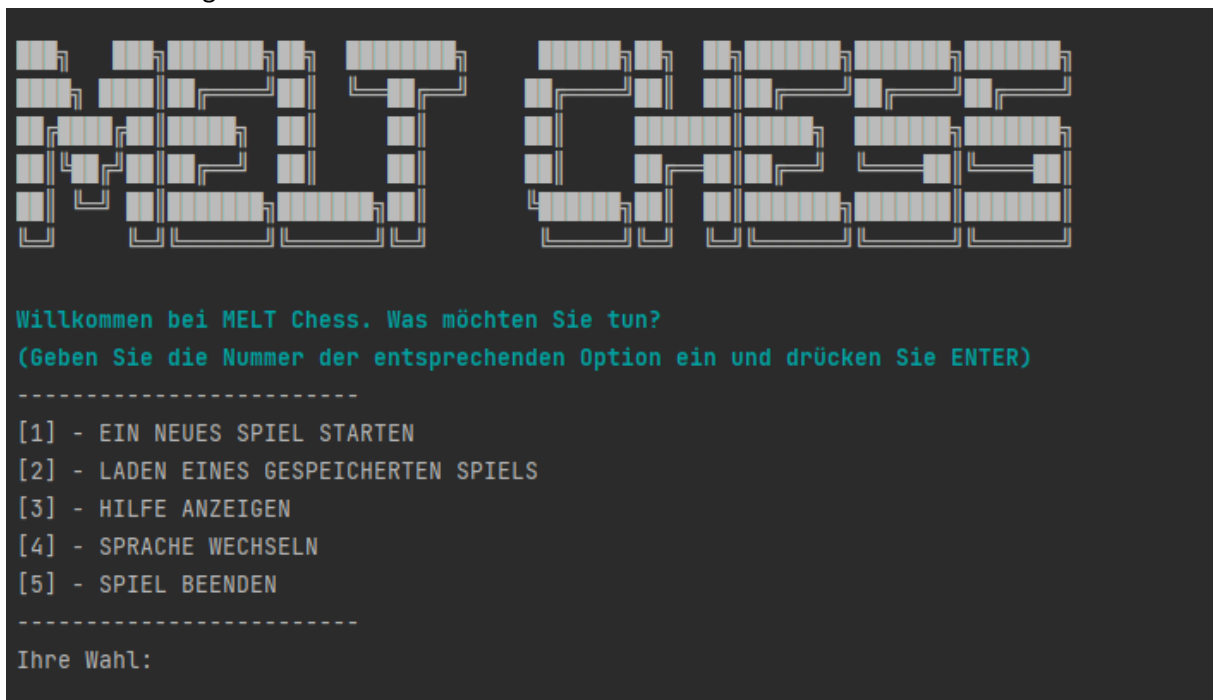 MELT CHESS
Willkommen bei MELT Chess. Was möchten Sie tun?
(Geben Sie die Nummer der entsprechenden Option ein und drücken Sie ENTER)
-------------------------
[1] - EIN NEUES SPIEL STARTEN
[2] - LADEN EINES GESPEICHERTEN SPIELS
[3] - HILFE ANZEIGEN
[4] - SPRACHE WECHSELN
[5] - SPIEL BEENDEN
-------------------------
Ihre Wahl: